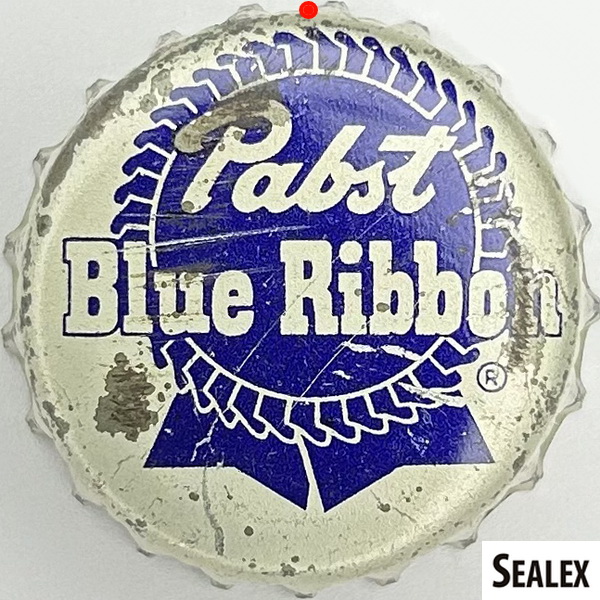 Pabst
Blue Ribbon
®
SEALEX